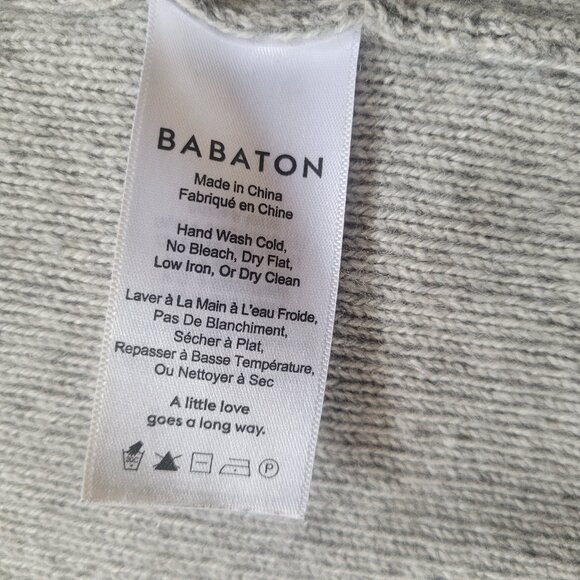 BABATON
Made in China
Fabriqué en Chine
Hand Wash Cold,
No Bleach, Dry Flat,
Low Iron, Or Dry Clean
Laver à La Main à L'eau Froide,
Pas De Blanchiment,
Sécher à Plat,
Repasser à Basse Température,
Ou Nettoyer à Sec
A little love
goes a long way.
30C P